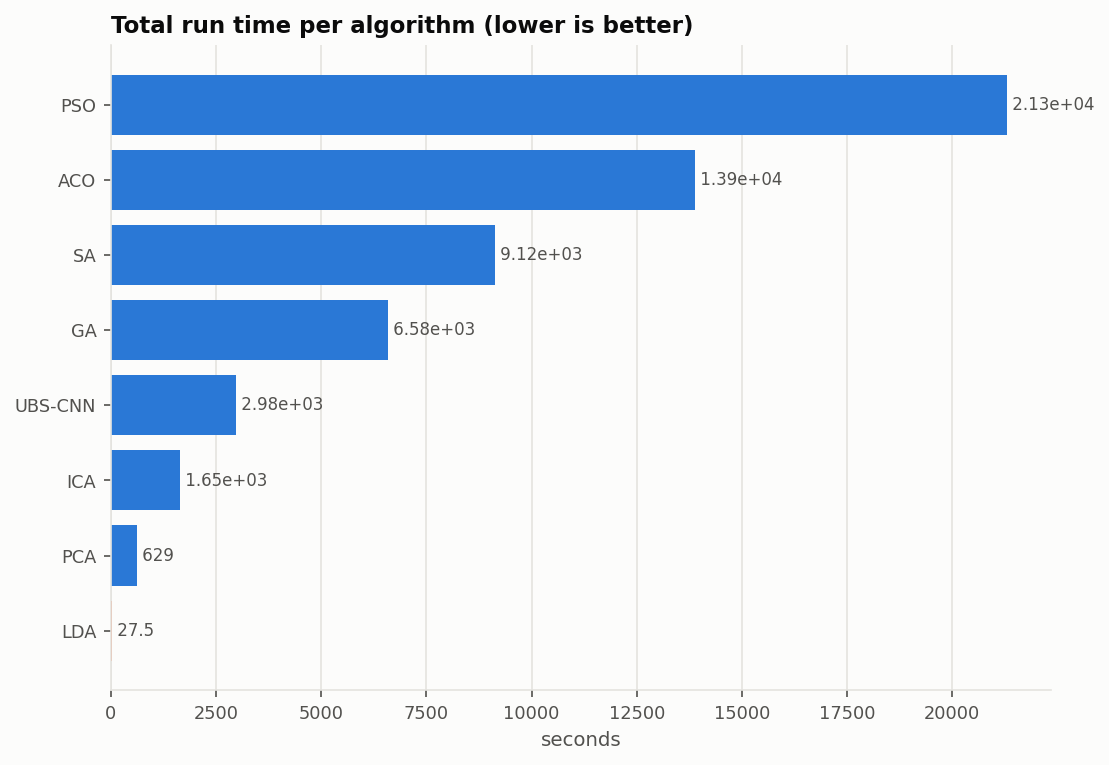 Total run time per algorithm (lower is better)
PSO 2.13e+04
ACO 1.39e+04
SA 9.12e+03
GA 6.58e+03
UBS-CNN 2.98e+03
ICA 1.65e+03
PCA 629
LDA 27.5
0 2500 5000 7500 10000 12500 15000 17500 20000
seconds